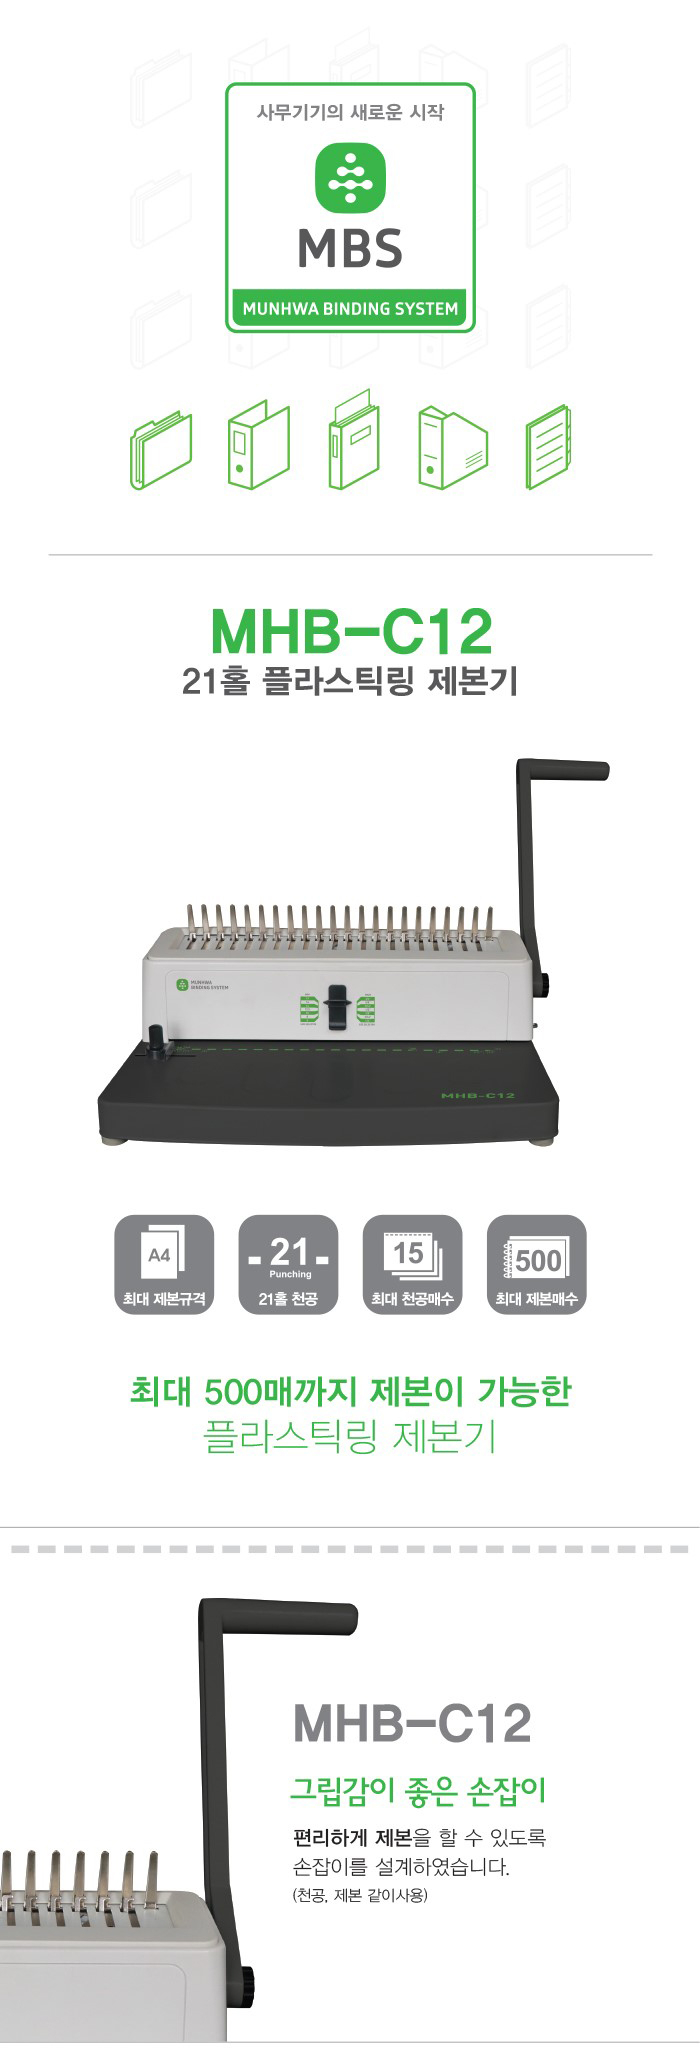 사무기기의 새로운 시작
MBS
MUNHWA BINDING SYSTEM
MHB-C12
21홀 플라스틱링 제본기
MUNHWA
BINDING SYSTEM
MHB-C12
A4
최대 제본규격
21
Punching
21홀 천공
15
최대 천공매수
500
최대 제본매수
최대 500매까지 제본이 가능한
플라스틱링 제본기
MHB-C12
그립감이 좋은 손잡이
편리하게 제본을 할 수 있도록
손잡이를 설계하였습니다.
(천공, 제본 같이사용)